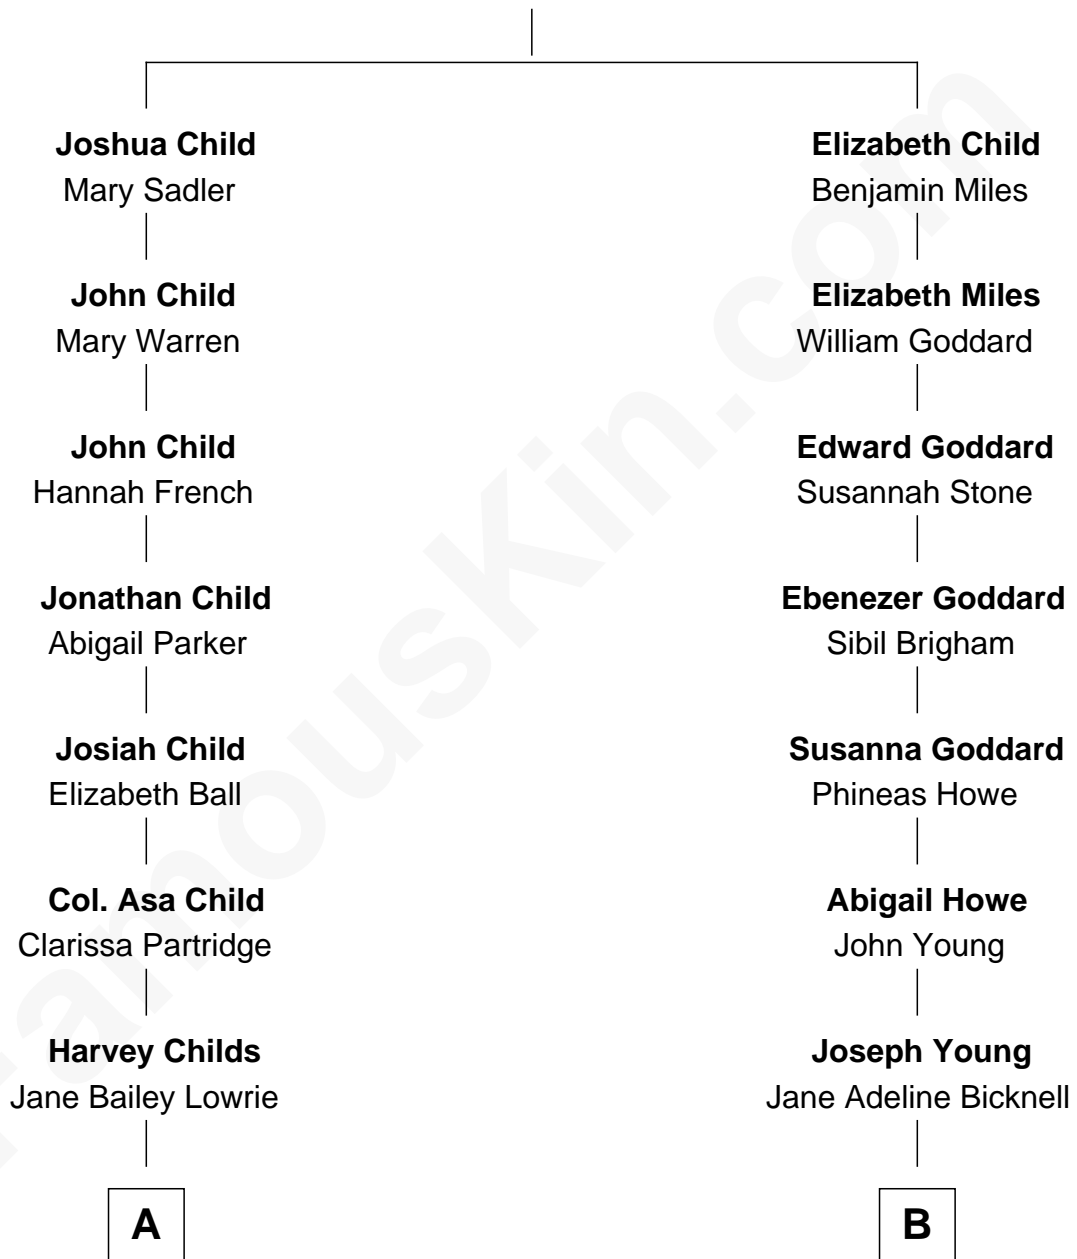 Joshua Child
Mary Sadler
John Child
Mary Warren
John Child
Hannah French
Jonathan Child
Abigail Parker
Josiah Child
Elizabeth Ball
Col. Asa Child
Clarissa Partridge
Harvey Childs
Jane Bailey Lowrie
A
Elizabeth Child
Benjamin Miles
Elizabeth Miles
William Goddard
Edward Goddard
Susannah Stone
Ebenezer Goddard
Sibil Brigham
Susanna Goddard
Phineas Howe
Abigail Howe
John Young
Joseph Young
Jane Adeline Bicknell
B
FamousKin.com